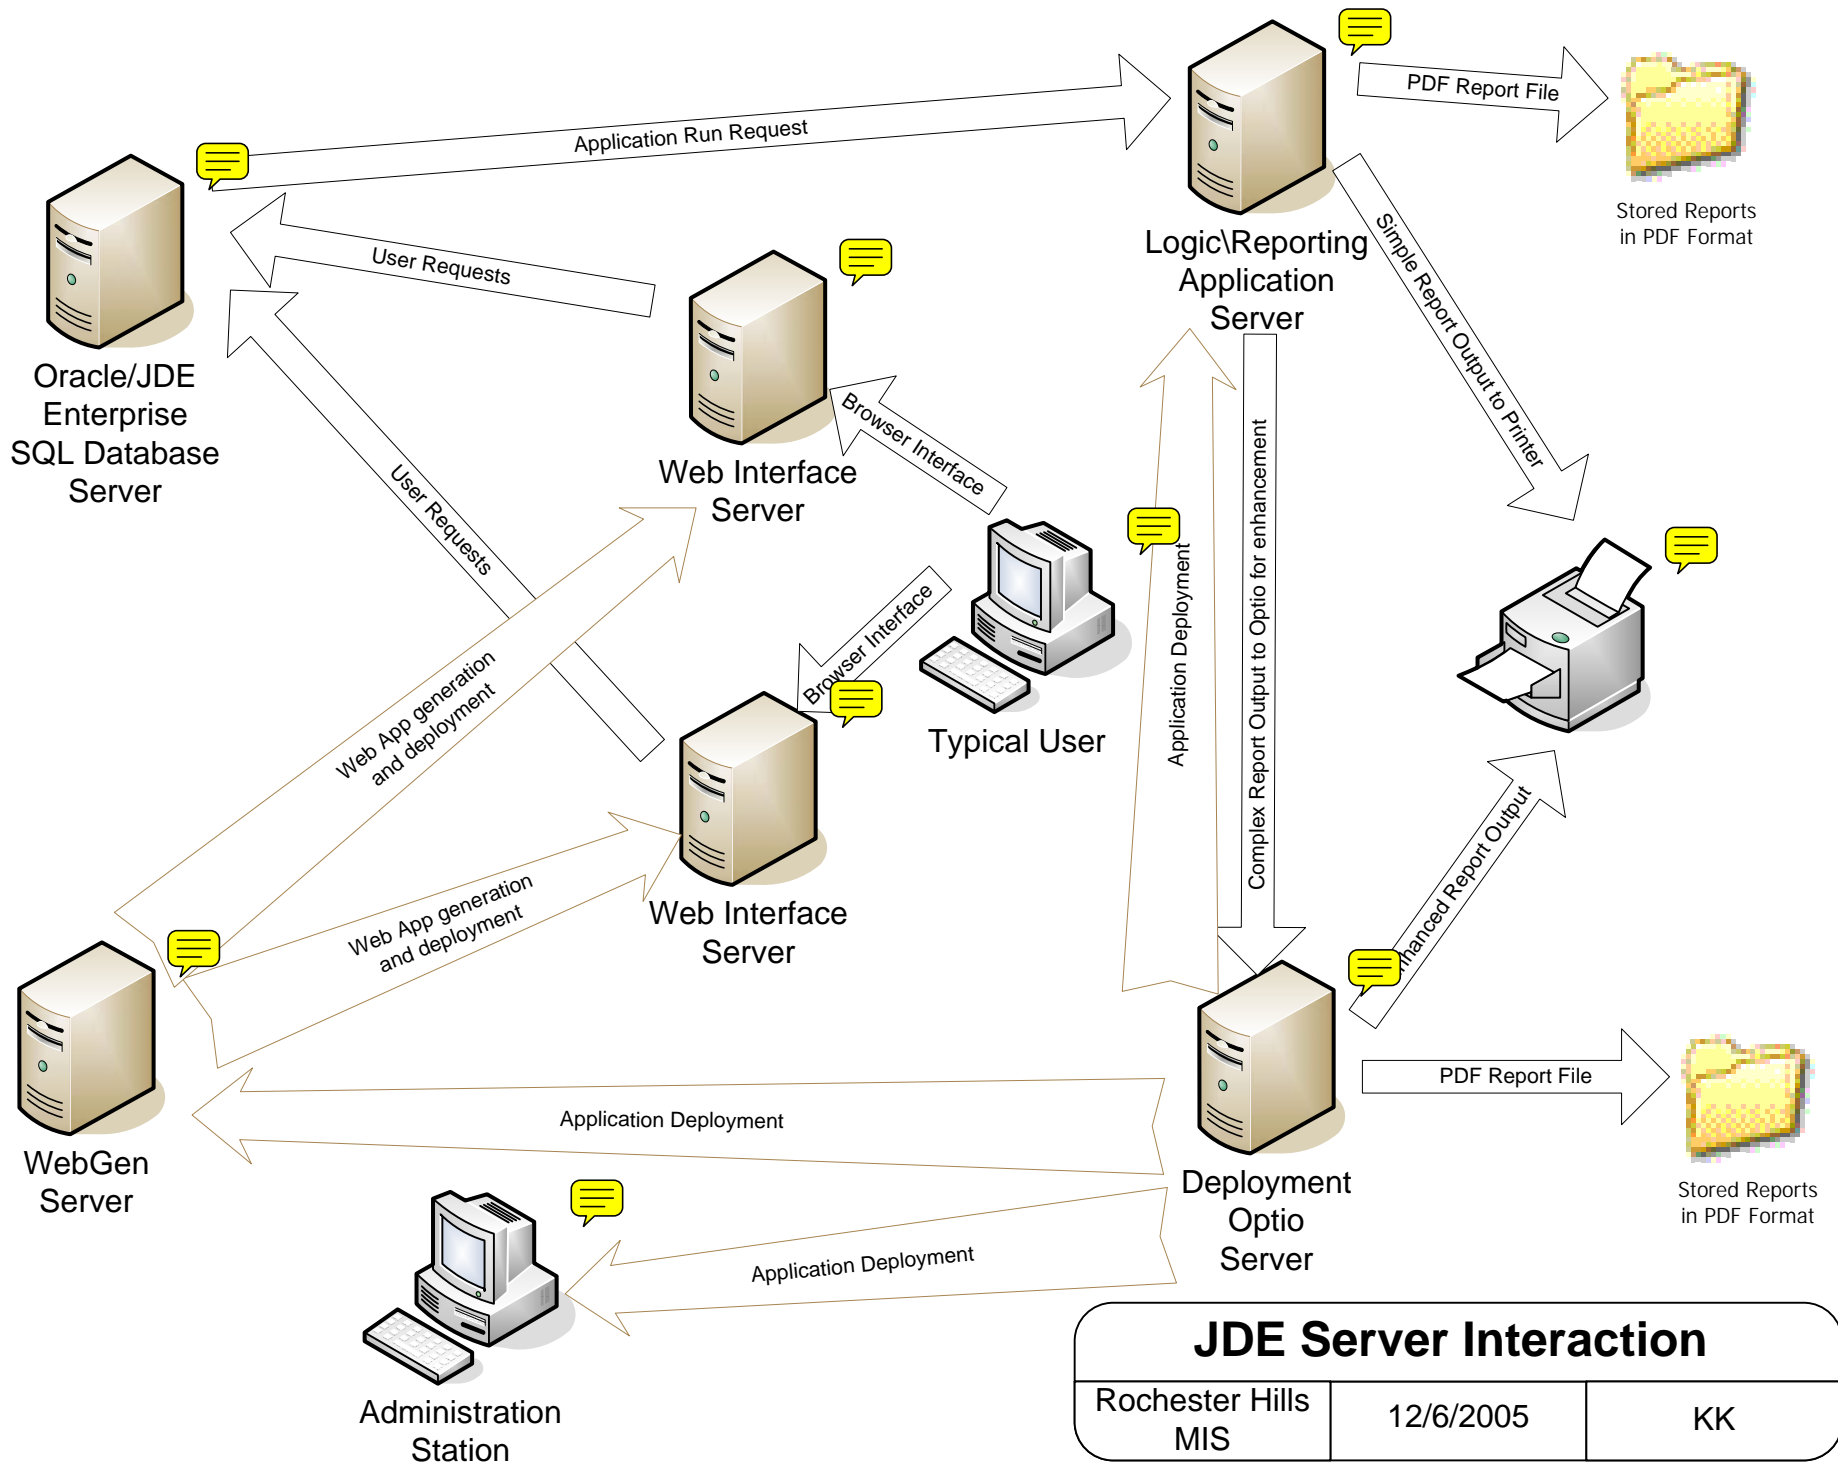 Application Run Request
PDF Report File
Stored Reports
in PDF Format
Logic\Reporting
Application
Server
Simple Report Output to Printer
User Requests
Oracle/JDE
Enterprise
SQL Database
Server
Web Interface
Server
Browser Interface
User Requests
Browser Interface
Typical User
Application Deployment
Complex Report Output to Optio for enhancement
Web App generation
and deployment
Web App generation
and deployment
Web Interface
Server
Report Output
PDF Report File
Stored Reports
in PDF Format
WebGen
Server
Application Deployment
Deployment
Optio
Server
Application Deployment
Administration
Station
JDE Server Interaction
Rochester Hills
MIS
12/6/2005
KK